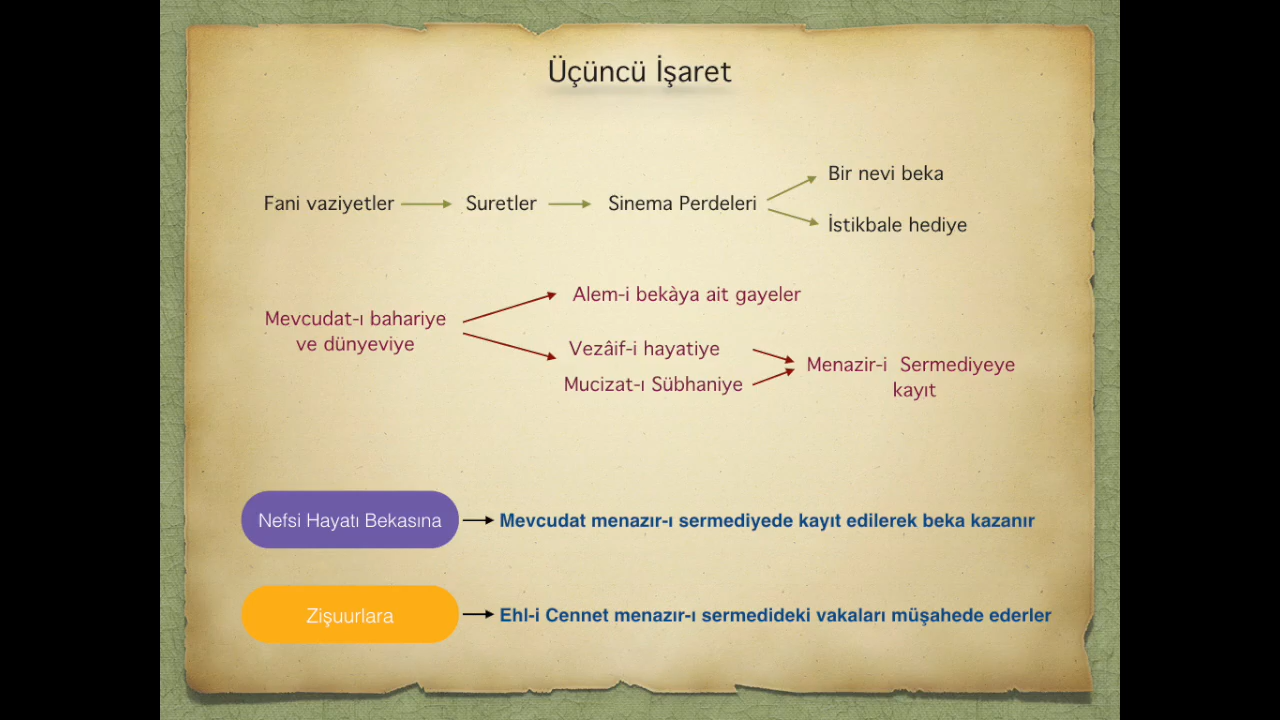 Üçüncü İşaret
Bir nevi beka
Fani vaziyetler
Suretler
Sinema Perdeleri
İstikbale hediye
Alem-i bekàya ait gayeler
Mevcudat-ı bahariye
ve dünyeviye
Vezâif-i hayatiye
Mucizat-ı Sübhaniye
Menazir-i Sermediyeye
kayıt
Nefsi Hayatı Bekasına
Mevcudat menazır-ı sermediyede kayıt edilerek beka kazanır
Zişuurlara
Ehl-i Cennet menazır-ı sermedideki vakaları müşahede ederler